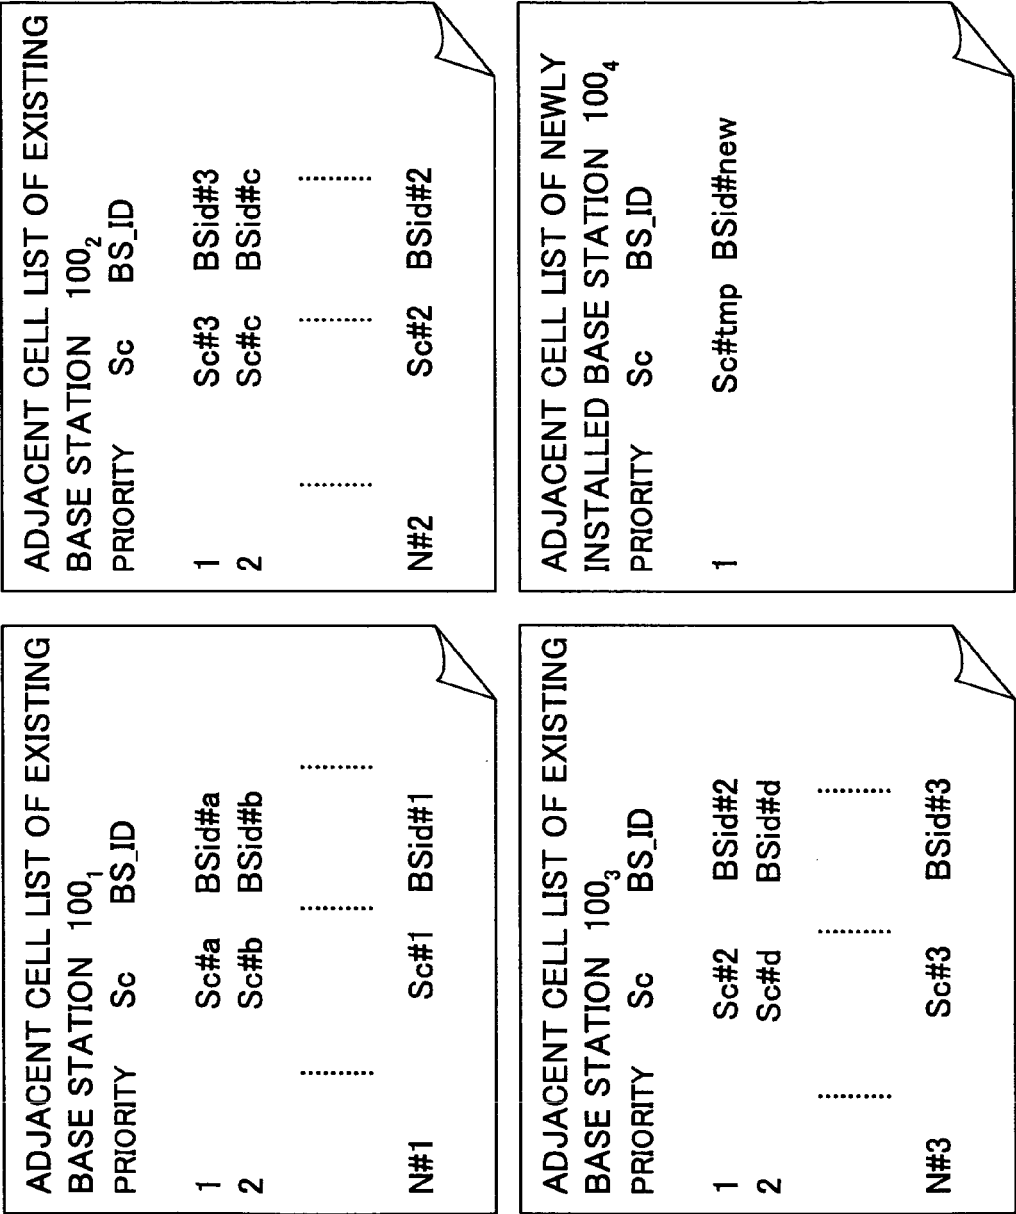 ADJACENT CELL LIST OF EXISTING
BASE STATION 100₁
PRIORITY Sc BS_ID
1 Sc#a BSid#a
2 Sc#b BSid#b
.......... .......... ..........
N#1 Sc#1 BSid#1
ADJACENT CELL LIST OF EXISTING
BASE STATION 100₂
PRIORITY Sc BS_ID
1 Sc#3 BSid#3
2 Sc#c BSid#c
.......... .......... ..........
N#2 Sc#2 BSid#2
ADJACENT CELL LIST OF EXISTING
BASE STATION 100₃
PRIORITY Sc BS_ID
1 Sc#2 BSid#2
2 Sc#d BSid#d
.......... .......... ..........
N#3 Sc#3 BSid#3
ADJACENT CELL LIST OF NEWLY
INSTALLED BASE STATION 100₄
PRIORITY Sc BS_ID
1 Sc#tmp BSid#new